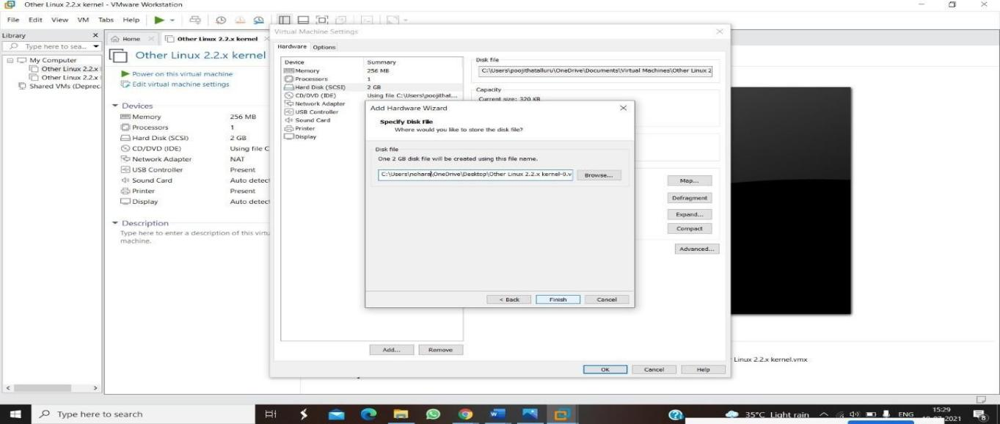 Other Linux 2.2.x kernel - VMware Workstation
File Edit View VM Tabs Help
Library
Type here to sea...
My Computer
Other Linux 2.2.x
Other Linux 2.2.x
Shared VMs (Deprec
Home
Other Linux 2.2.x kernel
Other Linux 2.2.x kernel
Power on this virtual machine
Edit virtual machine settings
Devices
Memory 256 MB
Processors 1
Hard Disk (SCSI) 2 GB
CD/DVD (IDE) Using file C
Network Adapter NAT
USB Controller Present
Sound Card Auto detect
Printer Present
Display Auto detect
Description
Type here to enter a description of this virtu
machine.
Virtual Machine Settings
Hardware Options
Device Summary
Memory 256 MB
Processors 1
Hard Disk (SCSI) 2 GB
CD/DVD (IDE) Using file C:\Users\poojithat...
Network Adapter
USB Controller
Sound Card
Printer
Display
Disk file
C:\Users\poojithatalluru\OneDrive\Documents\Virtual Machines\Other Linux 2
Capacity
Current size: 320 KB
Add Hardware Wizard
Specify Disk File
Where would you like to store the disk file?
Disk file
One 2 GB disk file will be created using this file name.
C:\Users\nohara\OneDrive\Desktop\Other Linux 2.2.x kernel-0.v
Browse...
< Back Finish Cancel
Map...
Defragment
Expand...
Compact
Advanced...
Add... Remove
OK Cancel Help
Linux 2.2.x kernel.vmx
Type here to search
35°C Light rain
ENG
15:29